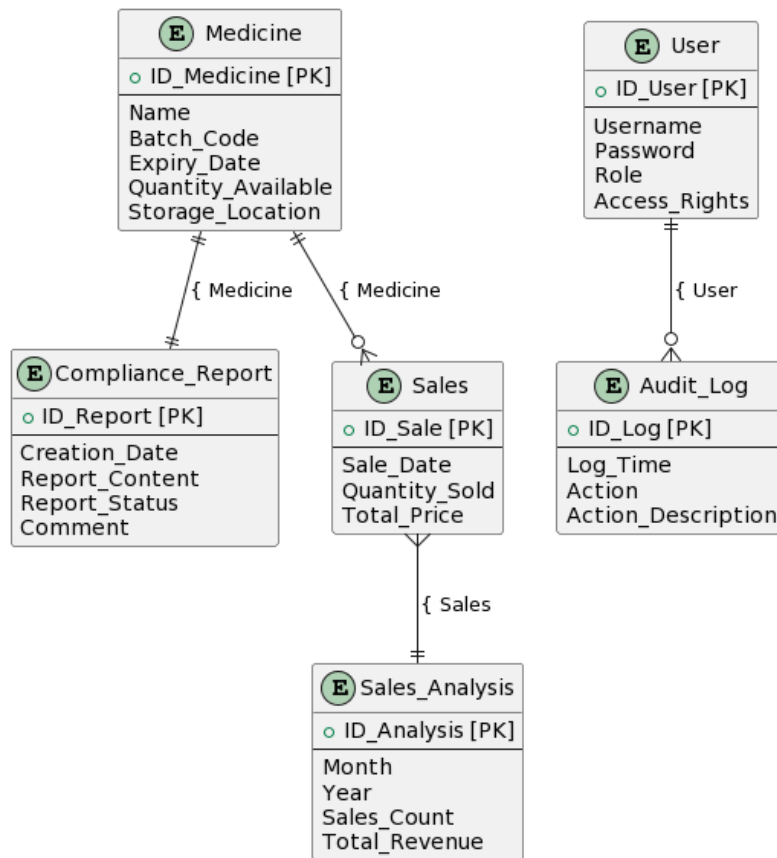 E Medicine
ID_Medicine [PK]
Name
Batch_Code
Expiry_Date
Quantity_Available
Storage_Location
E User
ID_User [PK]
Username
Password
Role
Access_Rights
{ Medicine
{ Medicine
{ User
E Compliance_Report
ID_Report [PK]
Creation_Date
Report_Content
Report_Status
Comment
E Sales
ID_Sale [PK]
Sale_Date
Quantity_Sold
Total_Price
E Audit_Log
ID_Log [PK]
Log_Time
Action
Action_Description
{ Sales
E Sales_Analysis
ID_Analysis [PK]
Month
Year
Sales_Count
Total_Revenue